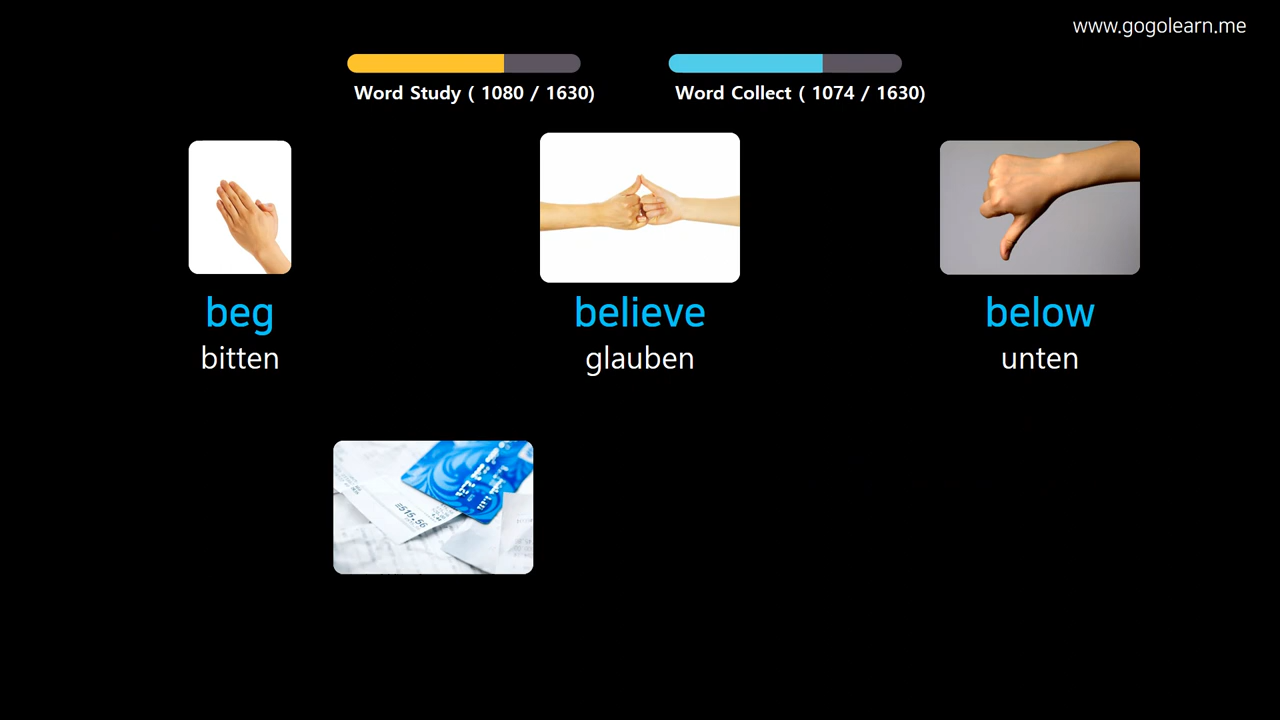 www.gogolearn.me
Word Study ( 1080 / 1630)
Word Collect ( 1074 / 1630)
beg
believe
below
bitten
glauben
unten